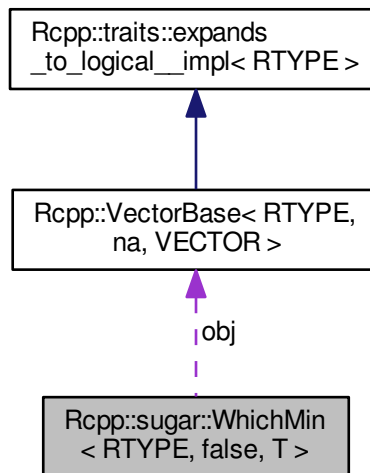 Rcpp::traits::expands
_to_logical__impl< RTYPE >
Rcpp::VectorBase< RTYPE,
na, VECTOR >
obj
Rcpp::sugar::WhichMin
< RTYPE, false, T >